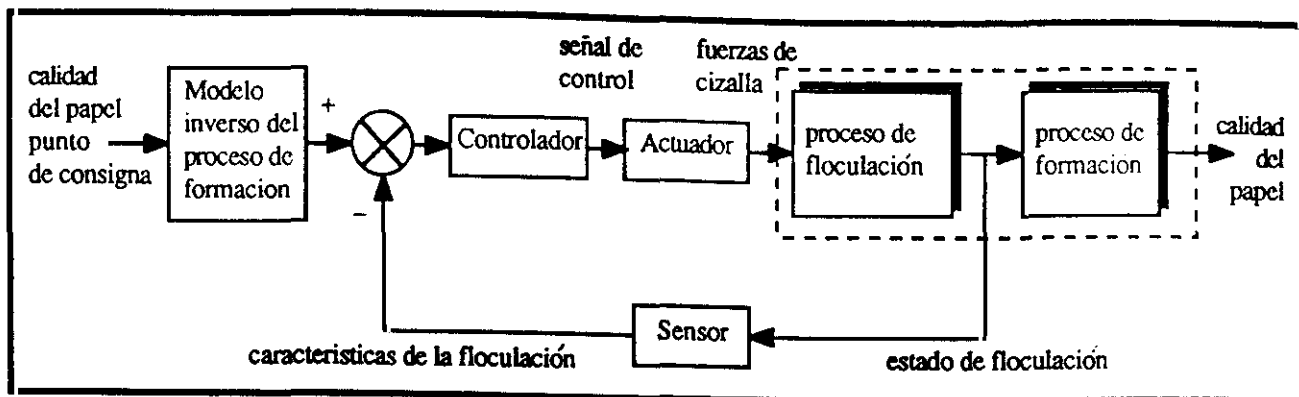 calidad
del papel
punto
de consigna
Modelo
inverso del
proceso de
formacion
+
−
Controlador
señal de
control
Actuador
fuerzas de
cizalla
proceso de
floculación
proceso de
formación
calidad
del
papel
Sensor
caracteristicas de la floculación
estado de floculación